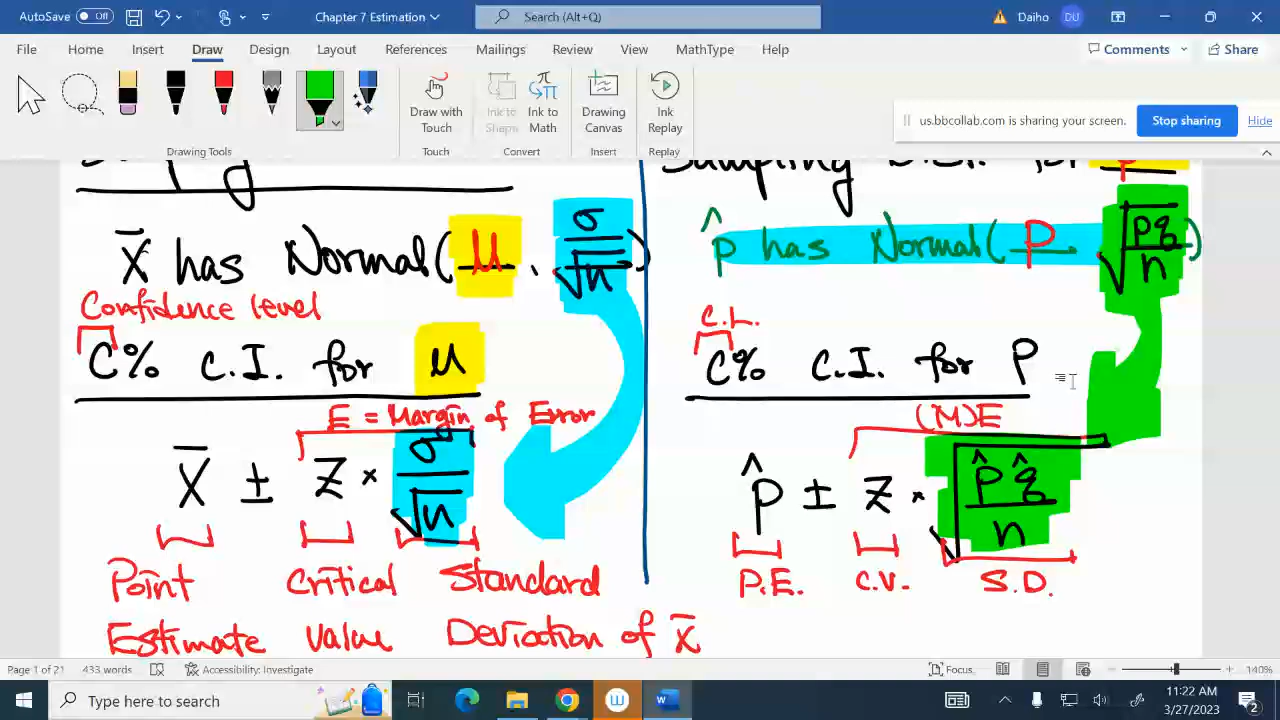 AutoSave Off Chapter 7 Estimation Search (Alt+Q) Daiho DU
File Home Insert Draw Design Layout References Mailings Review View MathType Help Comments Share
Draw with Touch
Ink to Shape
Ink to Math
Drawing Canvas
Ink Replay
Drawing Tools Touch Convert Insert Replay
us.bbcollab.com is sharing your screen. Stop sharing Hide
X̄ has Normal( μ , σ/√n )
Confidence level
C% C.I. for μ
E = Margin of Error
X̄ ± Z × σ/√n
Point Critical Standard
Estimate value Deviation of x̄
Sampling for p
p̂ has Normal( p √(pq/n) )
C.L.
C% C.I. for p
(M)E
p̂ ± Z × √(p̂q̂/n)
P.E. C.V. S.D.
Page 1 of 21 433 words Accessibility: Investigate Focus 140%
Type here to search
11:22 AM
3/27/2023
2